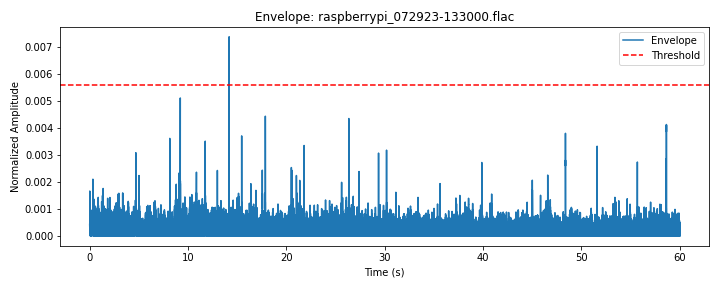 Envelope: raspberrypi_072923-133000.flac
Normalized Amplitude
0.007
0.006
0.005
0.004
0.003
0.002
0.001
0.000
Envelope
Threshold
0 10 20 30 40 50 60
Time (s)